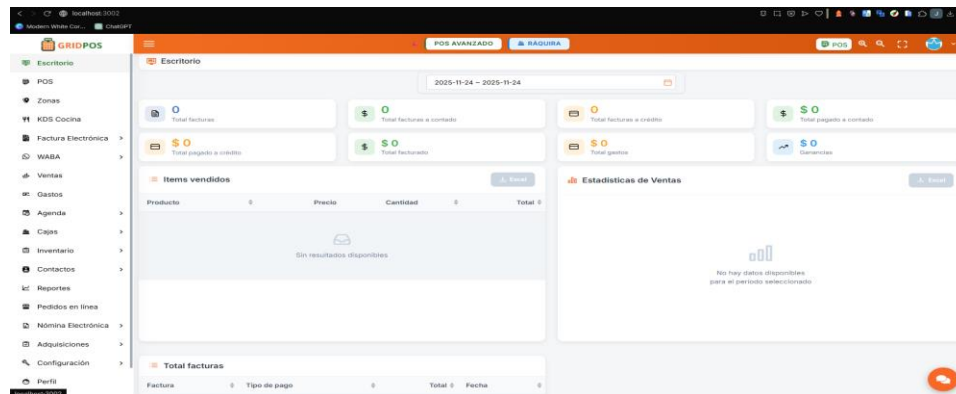 localhost:3002
Modern White Cur... ChatGPT
GRIDPOS
POS AVANZADO RÁQUIRA
POS
Escritorio
POS
Zonas
KDS Cocina
Factura Electrónica
WABA
Ventas
Gastos
Agenda
Cajas
Inventario
Contactos
Reportes
Pedidos en línea
Nómina Electrónica
Adquisiciones
Configuración
Perfil
localhost:3002
Escritorio
2025-11-24 ~ 2025-11-24
0
Total facturas
0
Total facturas a contado
0
Total facturas a crédito
$ 0
Total pagado a contado
$ 0
Total pagado a crédito
$ 0
Total facturado
$ 0
Total gastos
$ 0
Ganancias
Items vendidos
Excel
Producto Precio Cantidad Total
Sin resultados disponibles
Estadísticas de Ventas
Excel
No hay datos disponibles
para el periodo seleccionado
Total facturas
Factura Tipo de pago Total Fecha